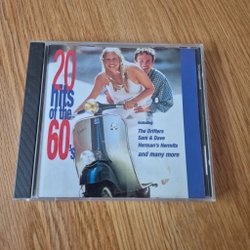 20
hits
of the
60's
including
The Drifters
Sam & Dave
Herman's Hermits
and many more